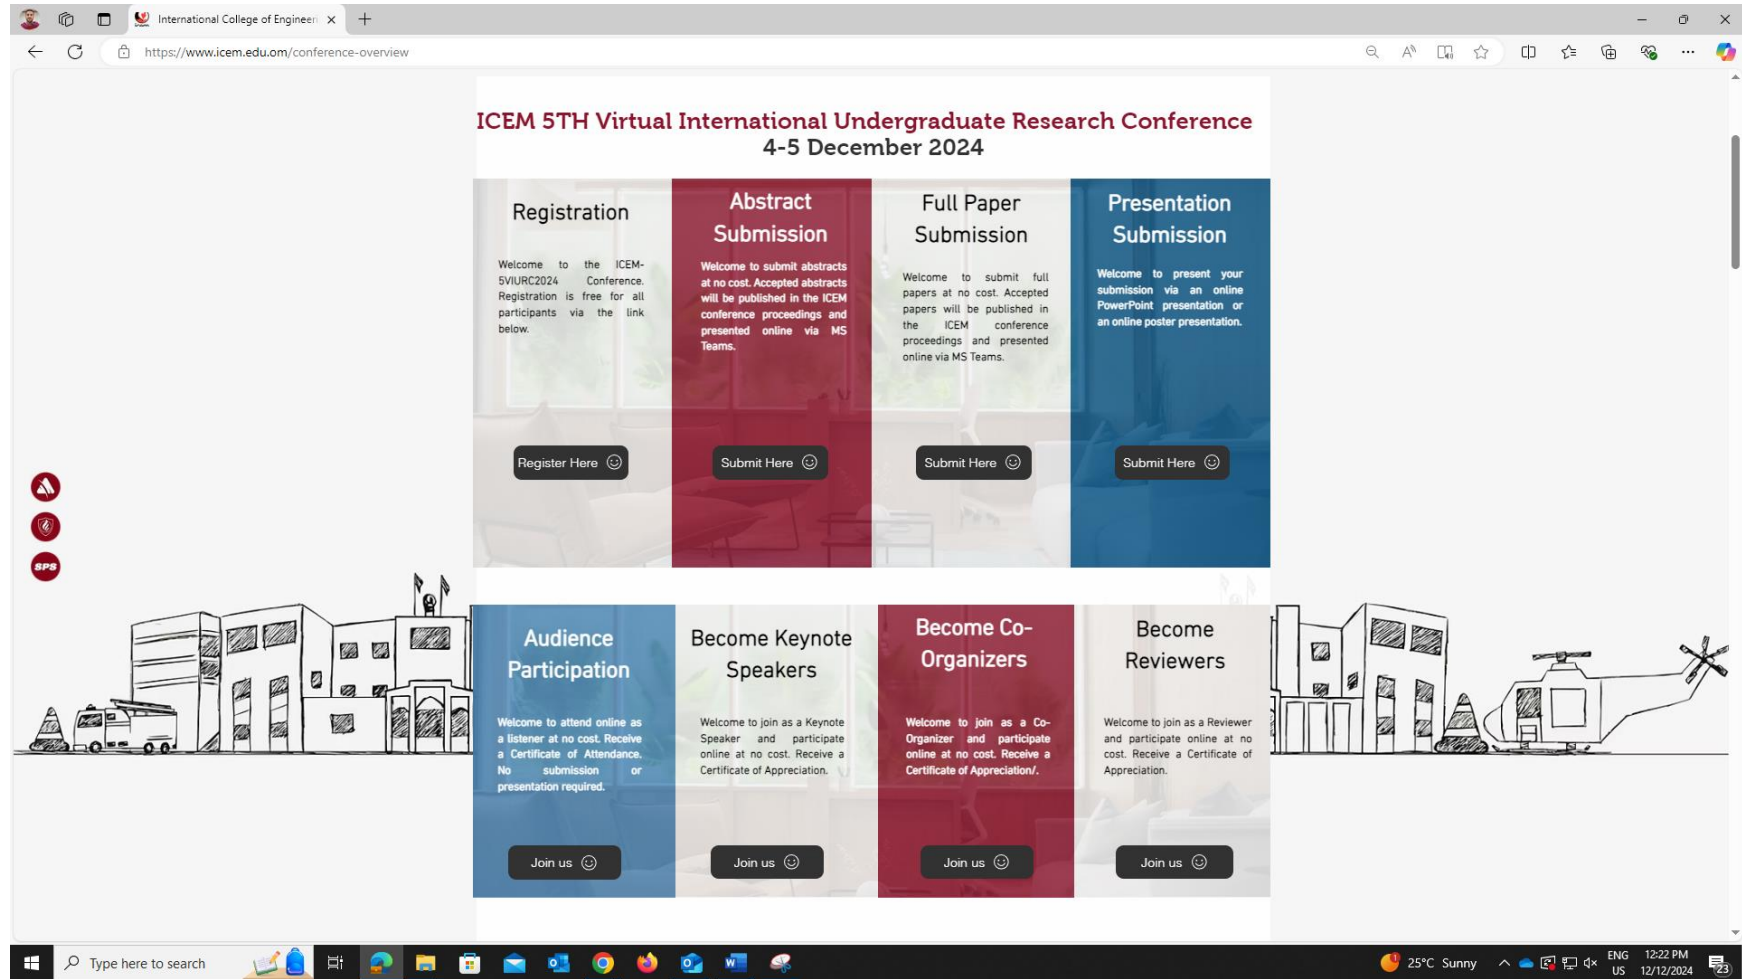 International College of Engineeri
https://www.icem.edu.om/conference-overview
ICEM 5TH Virtual International Undergraduate Research Conference
4-5 December 2024
Registration
Welcome to the ICEM-
5VIURC2024 Conference.
Registration is free for all
participants via the link
below.
Register Here
Abstract
Submission
Welcome to submit abstracts
at no cost. Accepted abstracts
will be published in the ICEM
conference proceedings and
presented online via MS
Teams.
Submit Here
Full Paper
Submission
Welcome to submit full
papers at no cost. Accepted
papers will be published in
the ICEM conference
proceedings and presented
online via MS Teams.
Submit Here
Presentation
Submission
Welcome to present your
submission via an online
PowerPoint presentation or
an online poster presentation.
Submit Here
SPS
Audience
Participation
Welcome to attend online as
a listener at no cost. Receive
a Certificate of Attendance.
No submission or
presentation required.
Join us
Become Keynote
Speakers
Welcome to join as a Keynote
Speaker and participate
online at no cost. Receive a
Certificate of Appreciation.
Join us
Become Co-
Organizers
Welcome to join as a Co-
Organizer and participate
online at no cost. Receive a
Certificate of Appreciation/.
Join us
Become
Reviewers
Welcome to join as a Reviewer
and participate online at no
cost. Receive a Certificate of
Appreciation.
Join us
Type here to search
25°C Sunny
ENG
US
12:22 PM
12/12/2024
23